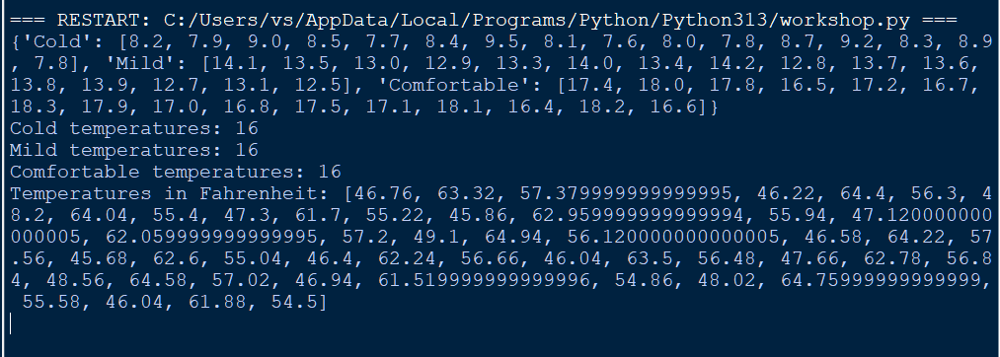 === RESTART: C:/Users/vs/AppData/Local/Programs/Python/Python313/workshop.py ===
{'Cold': [8.2, 7.9, 9.0, 8.5, 7.7, 8.4, 9.5, 8.1, 7.6, 8.0, 7.8, 8.7, 9.2, 8.3, 8.9
, 7.8], 'Mild': [14.1, 13.5, 13.0, 12.9, 13.3, 14.0, 13.4, 14.2, 12.8, 13.7, 13.6,
13.8, 13.9, 12.7, 13.1, 12.5], 'Comfortable': [17.4, 18.0, 17.8, 16.5, 17.2, 16.7,
18.3, 17.9, 17.0, 16.8, 17.5, 17.1, 18.1, 16.4, 18.2, 16.6]}
Cold temperatures: 16
Mild temperatures: 16
Comfortable temperatures: 16
Temperatures in Fahrenheit: [46.76, 63.32, 57.379999999999995, 46.22, 64.4, 56.3, 4
8.2, 64.04, 55.4, 47.3, 61.7, 55.22, 45.86, 62.959999999999994, 55.94, 47.120000000
000005, 62.059999999999995, 57.2, 49.1, 64.94, 56.120000000000005, 46.58, 64.22, 57
.56, 45.68, 62.6, 55.04, 46.4, 62.24, 56.66, 46.04, 63.5, 56.48, 47.66, 62.78, 56.8
4, 48.56, 64.58, 57.02, 46.94, 61.519999999999996, 54.86, 48.02, 64.75999999999999,
55.58, 46.04, 61.88, 54.5]